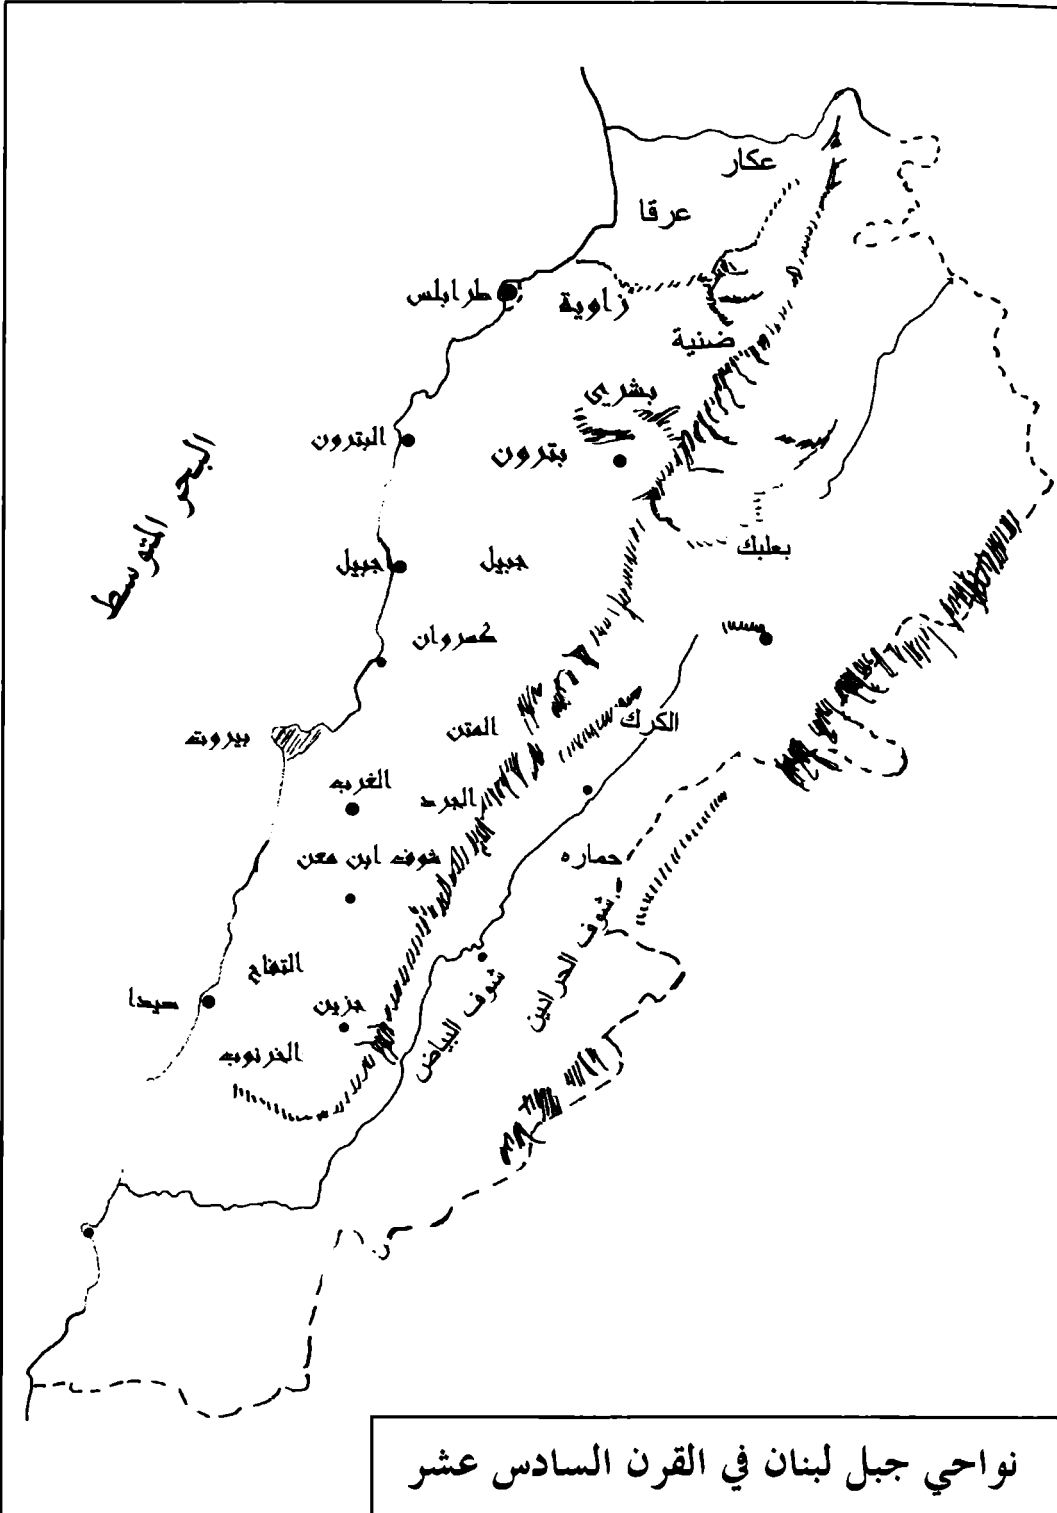 عكار
عرقا
طرابلس
زاوية
ضنية
بشري
البترون
بترون
البحر المتوسط
بعلبك
جبيل
جبيل
كسروان
الكرك
المتن
بيروت
الغرب
الجرد
حماره
شوف ابن معن
شوف الحرادين
التفاح
شوف البياض
صيدا
جزين
الخرنوب
نواحي جبل لبنان في القرن السادس عشر